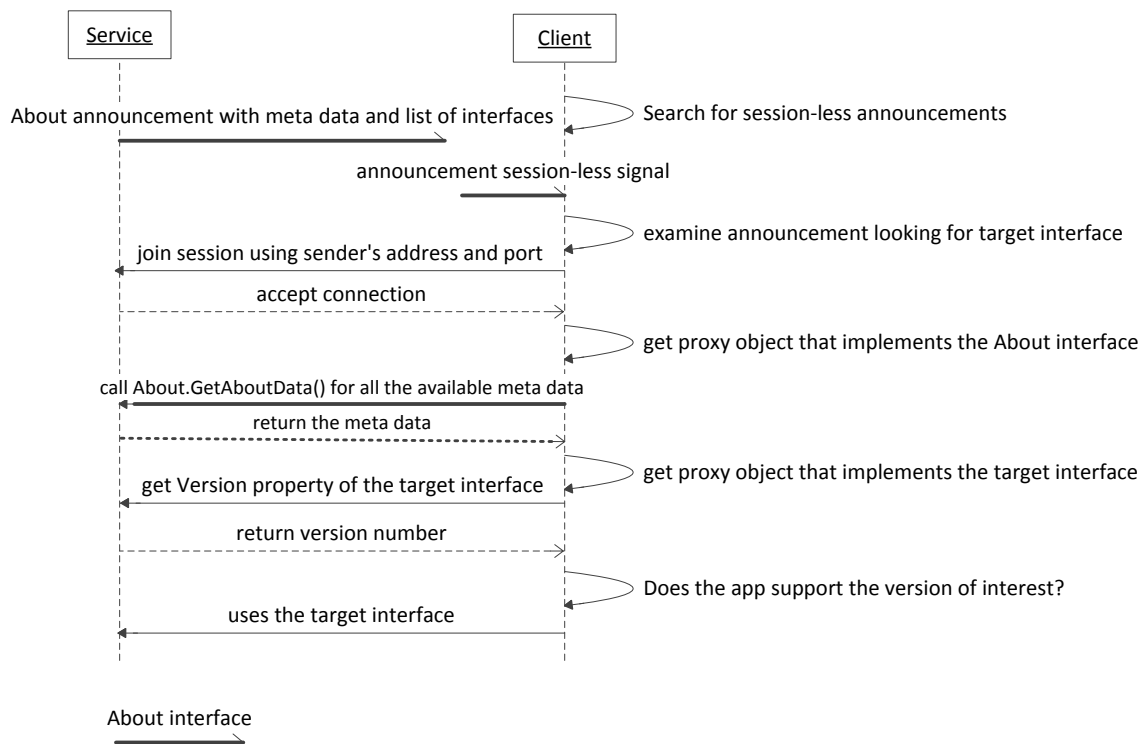 Service
Client
About announcement with meta data and list of interfaces
Search for session-less announcements
announcement session-less signal
examine announcement looking for target interface
join session using sender's address and port
accept connection
get proxy object that implements the About interface
call About.GetAboutData() for all the available meta data
return the meta data
get proxy object that implements the target interface
get Version property of the target interface
return version number
Does the app support the version of interest?
uses the target interface
About interface